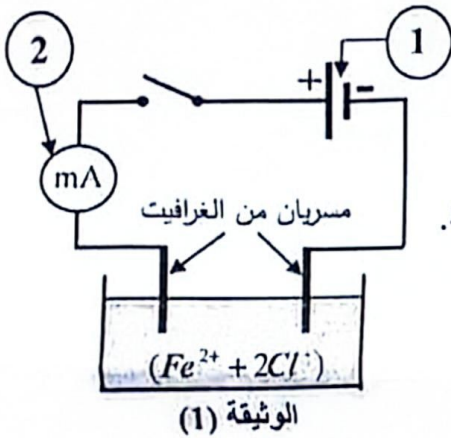 2
1
+
-
mA
مسريان من الغرافيت
(Fe²⁺ + 2Cl⁻)
الوثيقة (1)